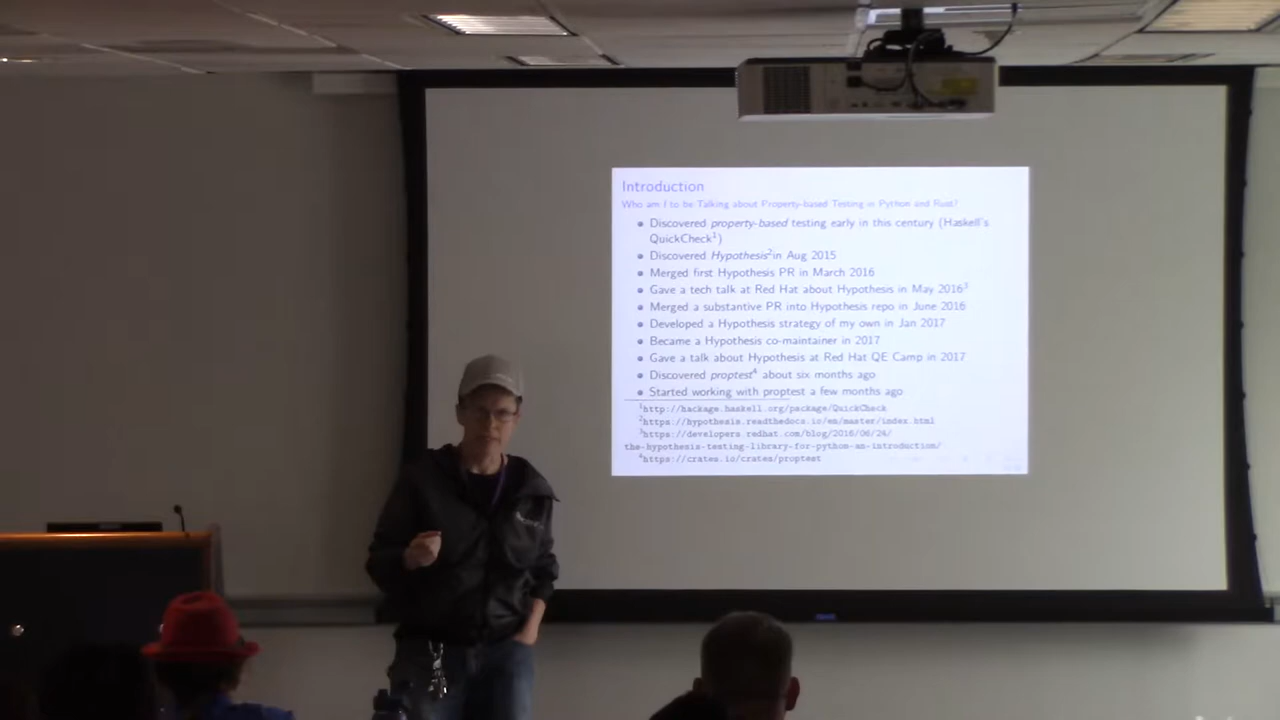 Introduction
Who am I to be Talking about Property-based Testing in Python and Rust?
Discovered property-based testing early in this century (Haskell's
QuickCheck¹)
Discovered Hypothesis²in Aug 2015
Merged first Hypothesis PR in March 2016
Gave a tech talk at Red Hat about Hypothesis in May 2016³
Merged a substantive PR into Hypothesis repo in June 2016
Developed a Hypothesis strategy of my own in Jan 2017
Became a Hypothesis co-maintainer in 2017
Gave a talk about Hypothesis at Red Hat QE Camp in 2017
Discovered proptest⁴ about six months ago
Started working with proptest a few months ago
¹http://hackage.haskell.org/package/QuickCheck
²https://hypothesis.readthedocs.io/en/master/index.html
³https://developers.redhat.com/blog/2016/06/24/
the-hypothesis-testing-library-for-python-an-introduction/
⁴https://crates.io/crates/proptest